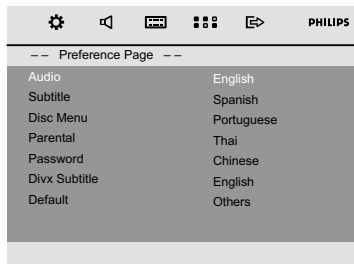 PHILIPS
-- Preference Page --
Audio English
Subtitle Spanish
Disc Menu Portuguese
Parental Thai
Password Chinese
Divx Subtitle English
Default Others